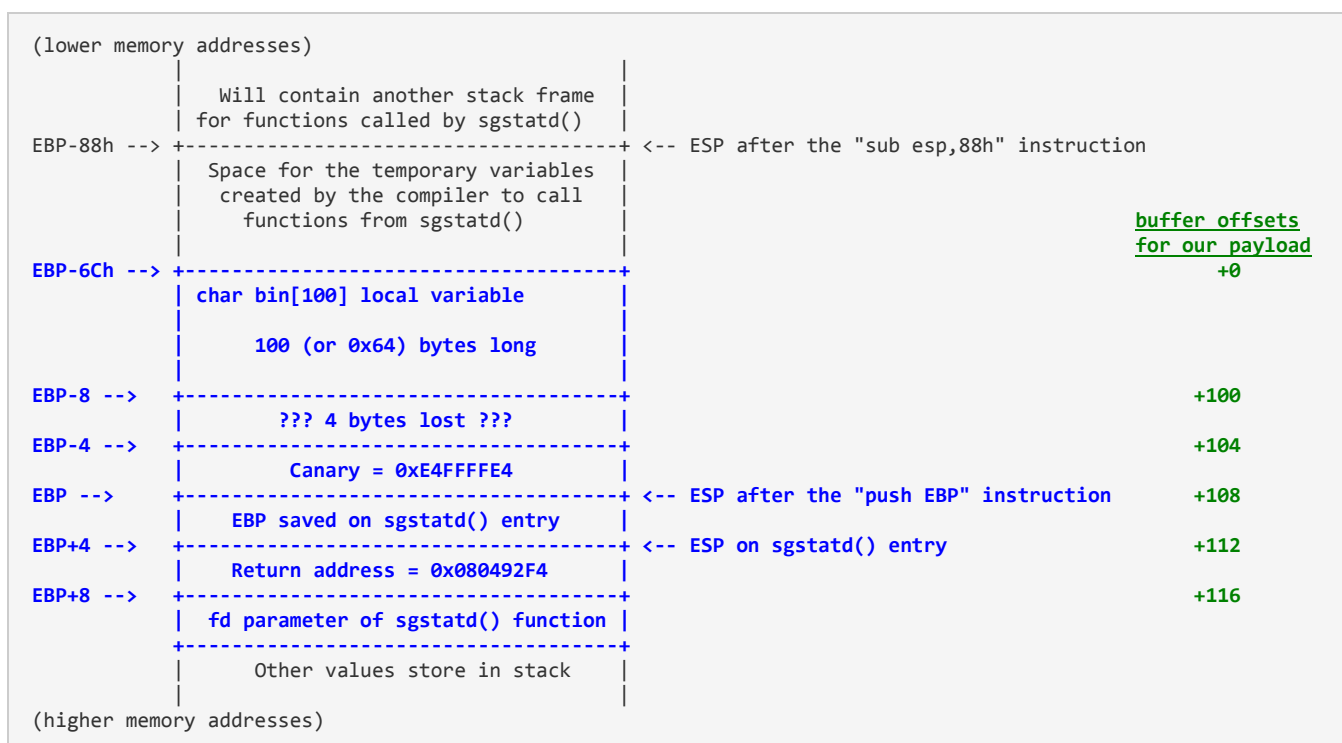 (lower memory addresses)
| |
| Will contain another stack frame |
| for functions called by sgstatd() |
EBP-88h --> +-------------------------------------+ <-- ESP after the "sub esp,88h" instruction
| Space for the temporary variables |
| created by the compiler to call |
| functions from sgstatd() | buffer offsets
| | for our payload
EBP-6Ch --> +-------------------------------------+ +0
| char bin[100] local variable |
| |
| 100 (or 0x64) bytes long |
| |
EBP-8 --> +-------------------------------------+ +100
| ??? 4 bytes lost ??? |
EBP-4 --> +-------------------------------------+ +104
| Canary = 0xE4FFFFE4 |
EBP --> +-------------------------------------+ <-- ESP after the "push EBP" instruction +108
| EBP saved on sgstatd() entry |
EBP+4 --> +-------------------------------------+ <-- ESP on sgstatd() entry +112
| Return address = 0x080492F4 |
EBP+8 --> +-------------------------------------+ +116
| fd parameter of sgstatd() function |
+-------------------------------------+
| Other values store in stack |
| |
(higher memory addresses)